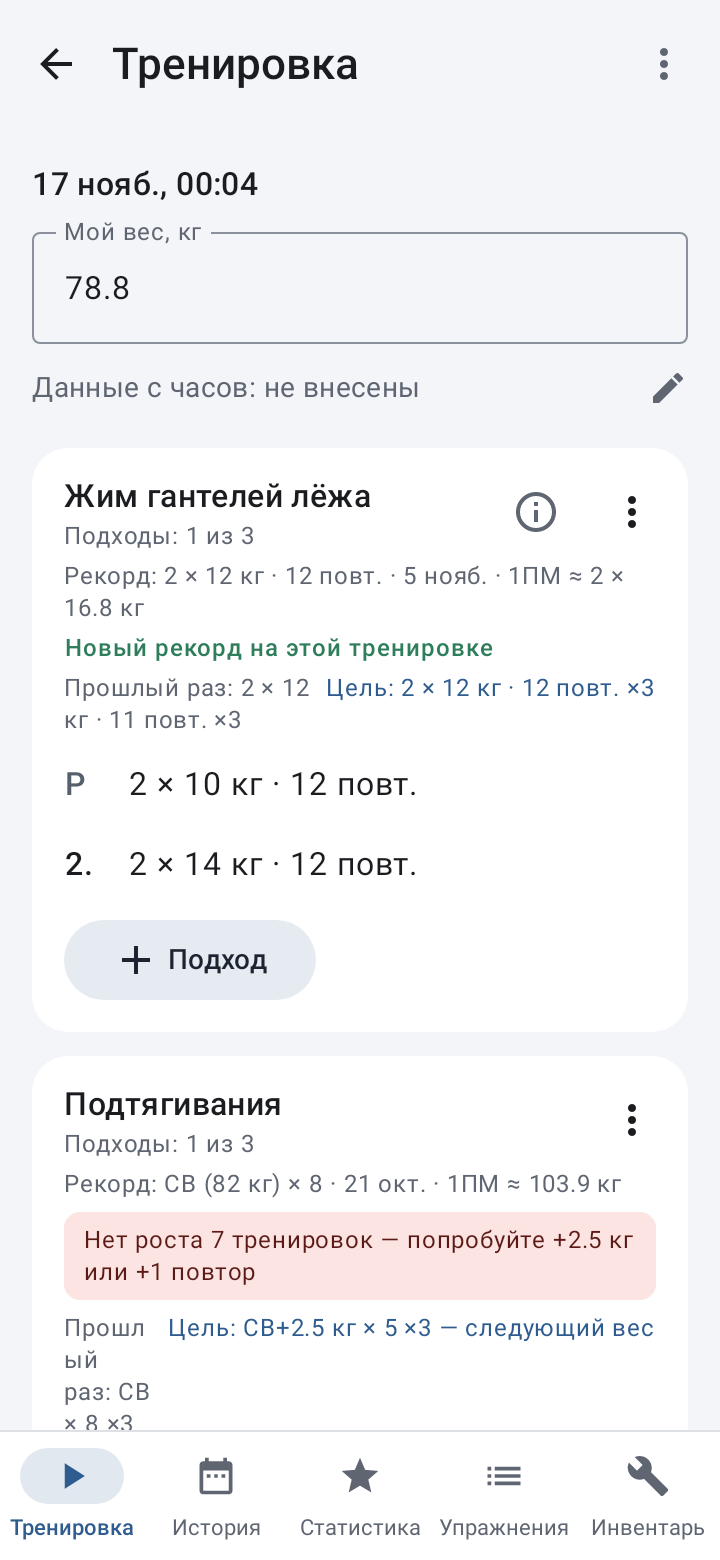 Тренировка
17 нояб., 00:04
Мой вес, кг
78.8
Данные с часов: не внесены
Жим гантелей лёжа
Подходы: 1 из 3
Рекорд: 2 × 12 кг · 12 повт. · 5 нояб. · 1ПМ ≈ 2 ×
16.8 кг
Новый рекорд на этой тренировке
Прошлый раз: 2 × 12 Цель: 2 × 12 кг · 12 повт. ×3
кг · 11 повт. ×3
Р 2 × 10 кг · 12 повт.
2. 2 × 14 кг · 12 повт.
Подход
Подтягивания
Подходы: 1 из 3
Рекорд: СВ (82 кг) × 8 · 21 окт. · 1ПМ ≈ 103.9 кг
Нет роста 7 тренировок — попробуйте +2.5 кг
или +1 повтор
Прошл Цель: СВ+2.5 кг × 5 ×3 — следующий вес
ый
раз: СВ
× 8 ×3
Тренировка История Статистика Упражнения Инвентарь